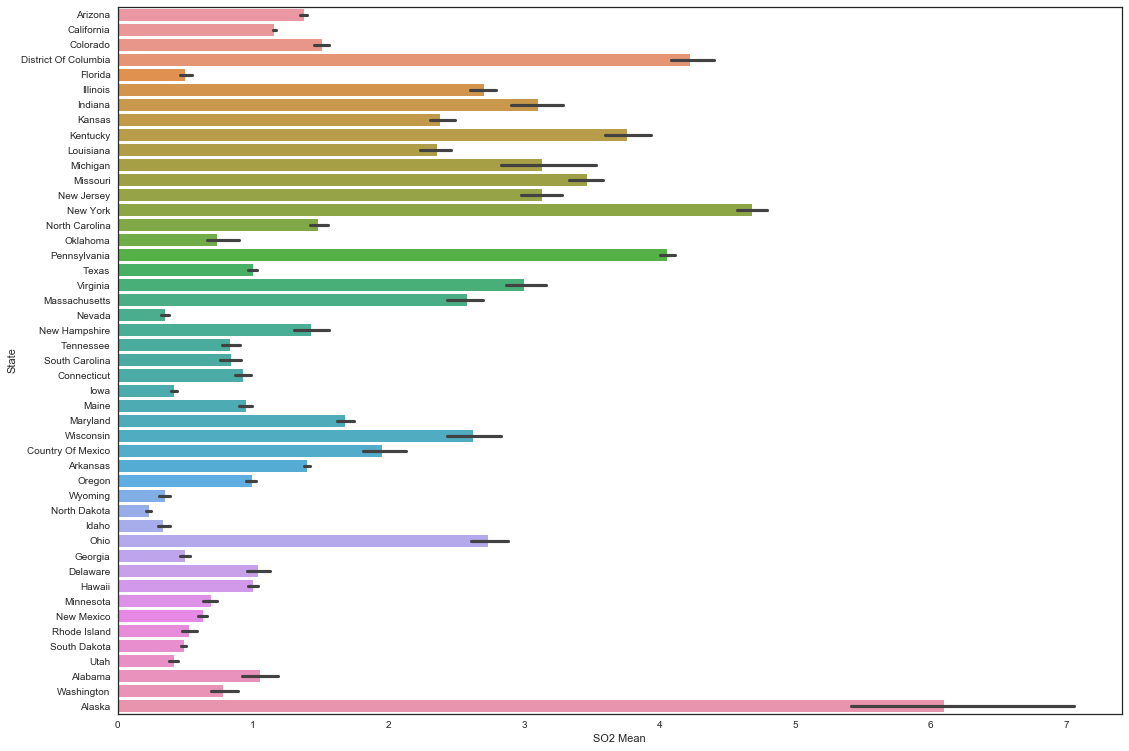 Arizona
California
Colorado
District Of Columbia
Florida
Illinois
Indiana
Kansas
Kentucky
Louisiana
Michigan
Missouri
New Jersey
New York
North Carolina
Oklahoma
Pennsylvania
Texas
Virginia
Massachusetts
Nevada
New Hampshire
Tennessee
South Carolina
Connecticut
Iowa
Maine
Maryland
Wisconsin
Country Of Mexico
Arkansas
Oregon
Wyoming
North Dakota
Idaho
Ohio
Georgia
Delaware
Hawaii
Minnesota
New Mexico
Rhode Island
South Dakota
Utah
Alabama
Washington
Alaska
State
0 1 2 3 4 5 6 7
SO2 Mean